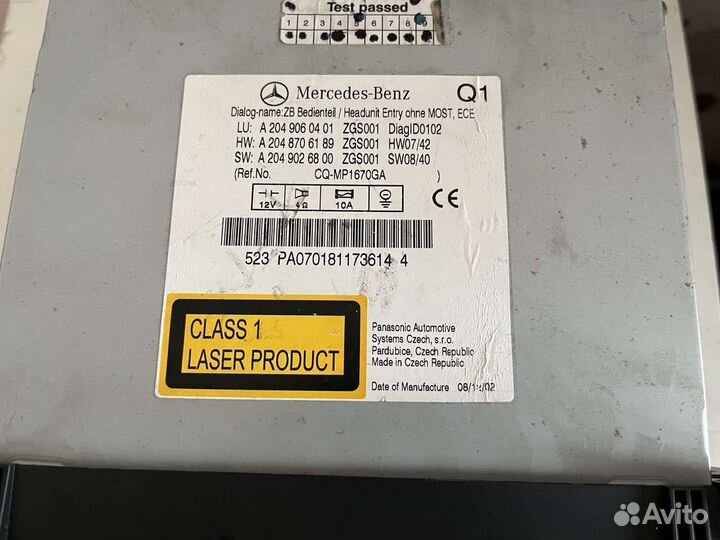 Test passed
1 2 3 4 5 6 7 8 9
Mercedes-Benz Q1
Dialog-name:ZB Bedienteil / Headunit Entry ohne MOST, ECE
LU: A 204 906 04 01 ZGS001 DiagID0102
HW: A 204 870 61 89 ZGS001 HW07/42
SW: A 204 902 68 00 ZGS001 SW08/40
(Ref.No. CQ-MP1670GA )
12V 4Ω 10A
CE
523 PA070181173614 4
CLASS 1
LASER PRODUCT
Panasonic Automotive
Systems Czech, s.r.o.
Pardubice, Czech Republic
Made in Czech Republic
Date of Manufacture
Avito